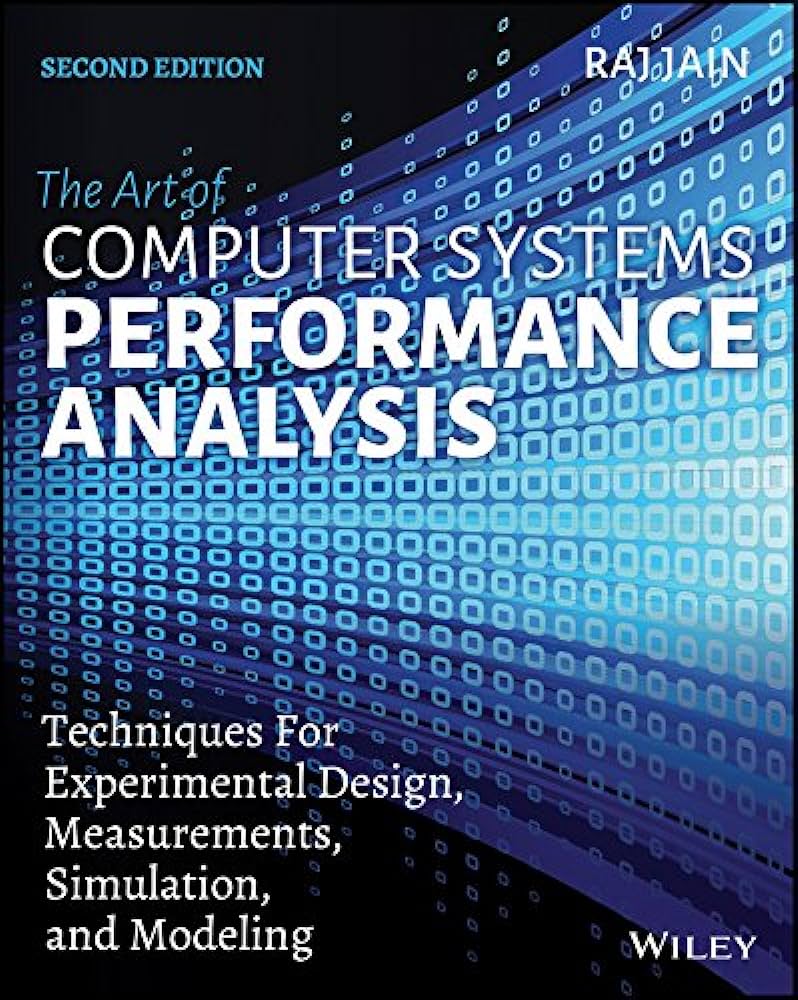 SECOND EDITION
RAJ JAIN
The Art of
COMPUTER SYSTEMS
PERFORMANCE
ANALYSIS
Techniques For
Experimental Design,
Measurements,
Simulation,
and Modeling
WILEY